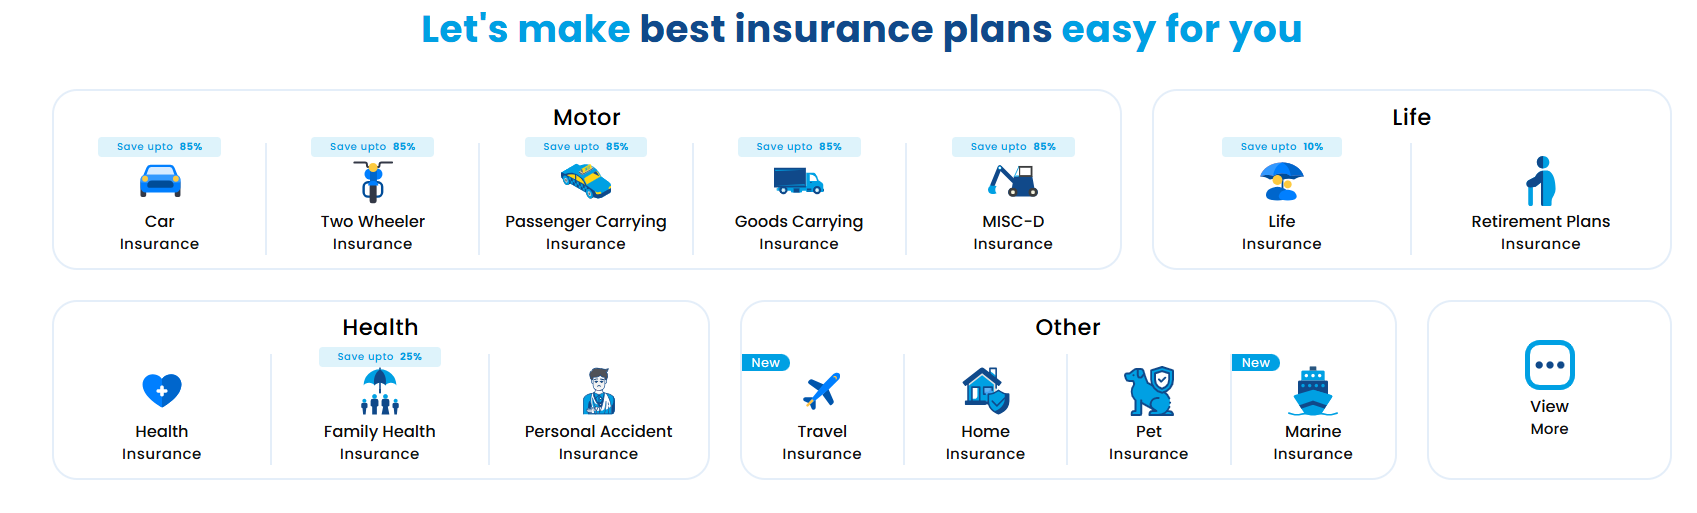 Let's make best insurance plans easy for you
Motor
Save upto 85%
Car
Insurance
Save upto 85%
Two Wheeler
Insurance
Save upto 85%
Passenger Carrying
Insurance
Save upto 85%
Goods Carrying
Insurance
Save upto 85%
MISC-D
Insurance
Life
Save upto 10%
Life
Insurance
Retirement Plans
Insurance
Health
Health
Insurance
Save upto 25%
Family Health
Insurance
Personal Accident
Insurance
Other
New
Travel
Insurance
Home
Insurance
Pet
Insurance
New
Marine
Insurance
View
More